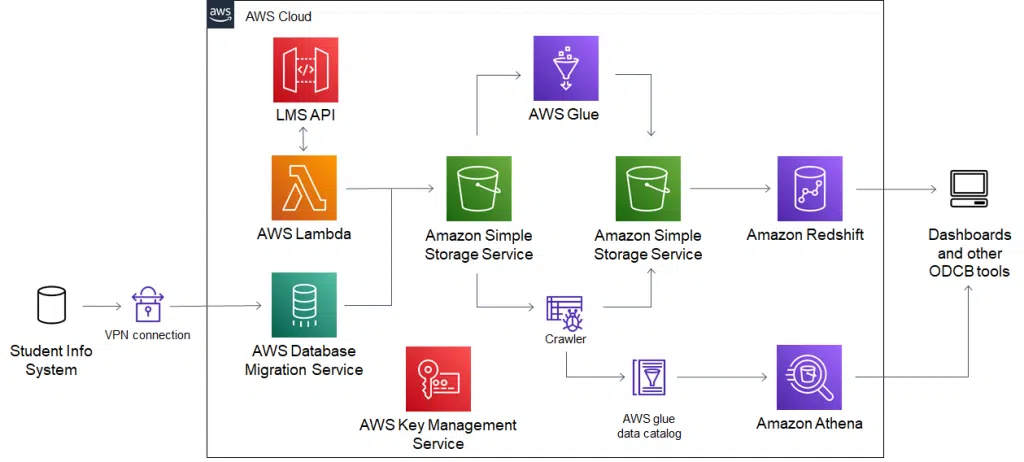 aws
AWS Cloud
LMS API
AWS Glue
AWS Lambda
Amazon Simple
Storage Service
Amazon Simple
Storage Service
Amazon Redshift
Dashboards
and other
ODCB tools
Student Info
System
VPN connection
AWS Database
Migration Service
Crawler
AWS Key Management
Service
AWS glue
data catalog
Amazon Athena